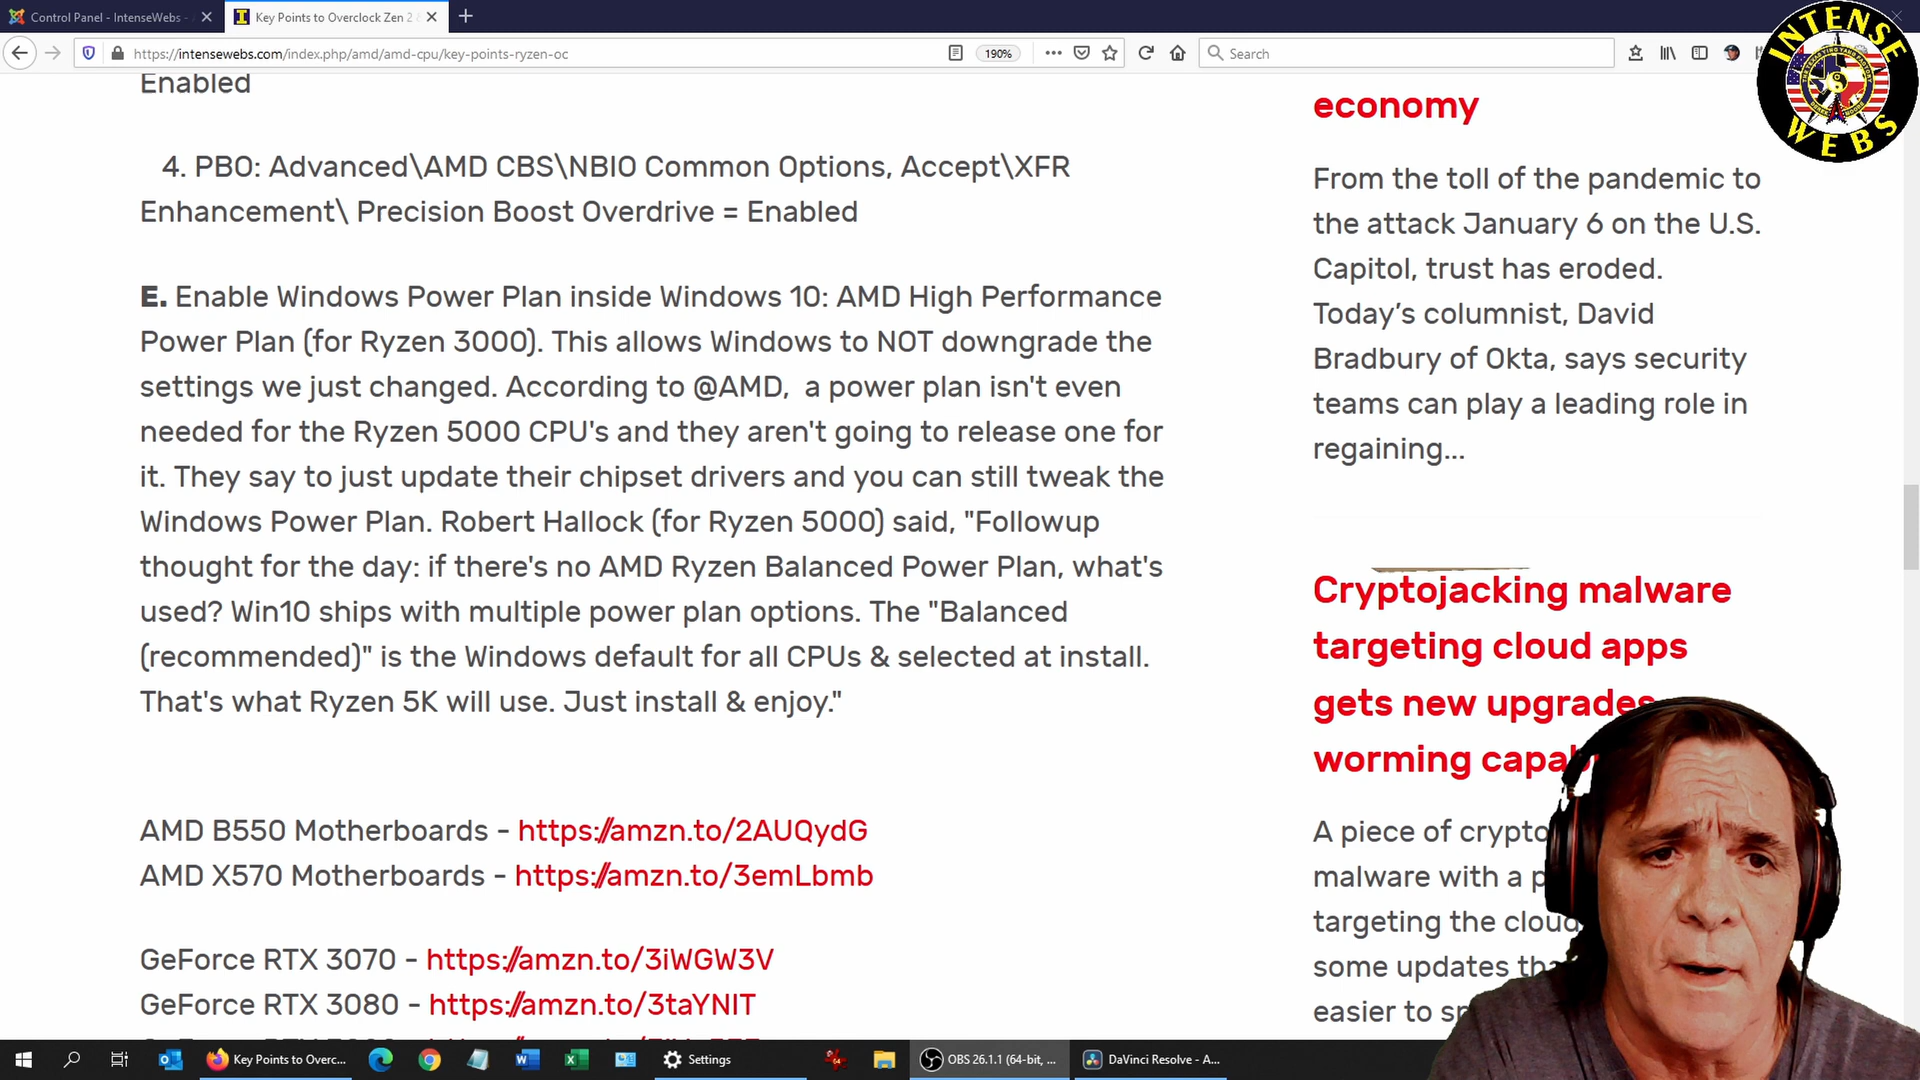 Control Panel - IntenseWebs -
Key Points to Overclock Zen 2
https://intensewebs.com/index.php/amd/amd-cpu/key-points-ryzen-oc
190%
Search
INTENSE
WEBS
Enabled
4. PBO: Advanced\AMD CBS\NBIO Common Options, Accept\XFR
Enhancement\ Precision Boost Overdrive = Enabled
E. Enable Windows Power Plan inside Windows 10: AMD High Performance
Power Plan (for Ryzen 3000). This allows Windows to NOT downgrade the
settings we just changed. According to @AMD, a power plan isn't even
needed for the Ryzen 5000 CPU's and they aren't going to release one for
it. They say to just update their chipset drivers and you can still tweak the
Windows Power Plan. Robert Hallock (for Ryzen 5000) said, "Followup
thought for the day: if there's no AMD Ryzen Balanced Power Plan, what's
used? Win10 ships with multiple power plan options. The "Balanced
(recommended)" is the Windows default for all CPUs & selected at install.
That's what Ryzen 5K will use. Just install & enjoy."
AMD B550 Motherboards - https://amzn.to/2AUQydG
AMD X570 Motherboards - https://amzn.to/3emLbmb
GeForce RTX 3070 - https://amzn.to/3iWGW3V
GeForce RTX 3080 - https://amzn.to/3taYNIT
economy
From the toll of the pandemic to
the attack January 6 on the U.S.
Capitol, trust has eroded.
Today's columnist, David
Bradbury of Okta, says security
teams can play a leading role in
regaining...
Cryptojacking malware
targeting cloud apps
gets new upgrades
worming
A piece of
malware with a
targeting the
some updates
easier to
Key Points to Overc...
Settings
OBS 26.1.1 (64-bit, ...
DaVinci Resolve - A...